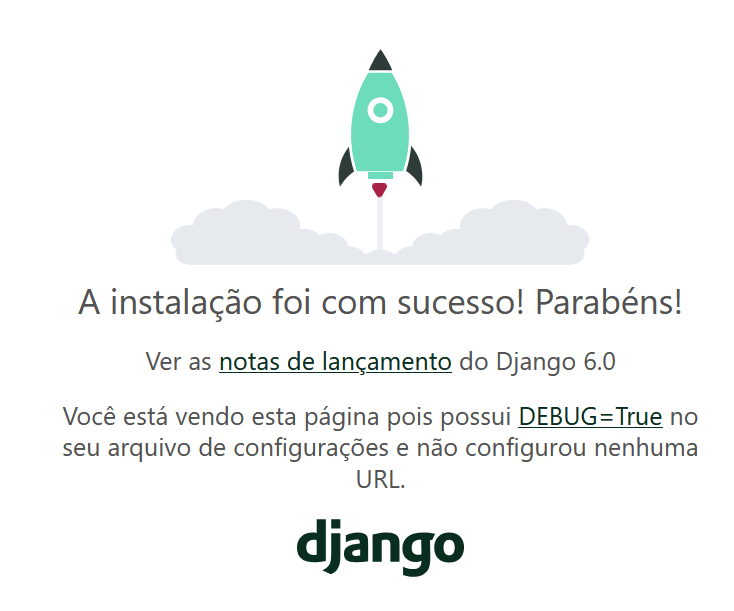 A instalação foi com sucesso! Parabéns!
Ver as notas de lançamento do Django 6.0
Você está vendo esta página pois possui DEBUG=True no
seu arquivo de configurações e não configurou nenhuma
URL.
django